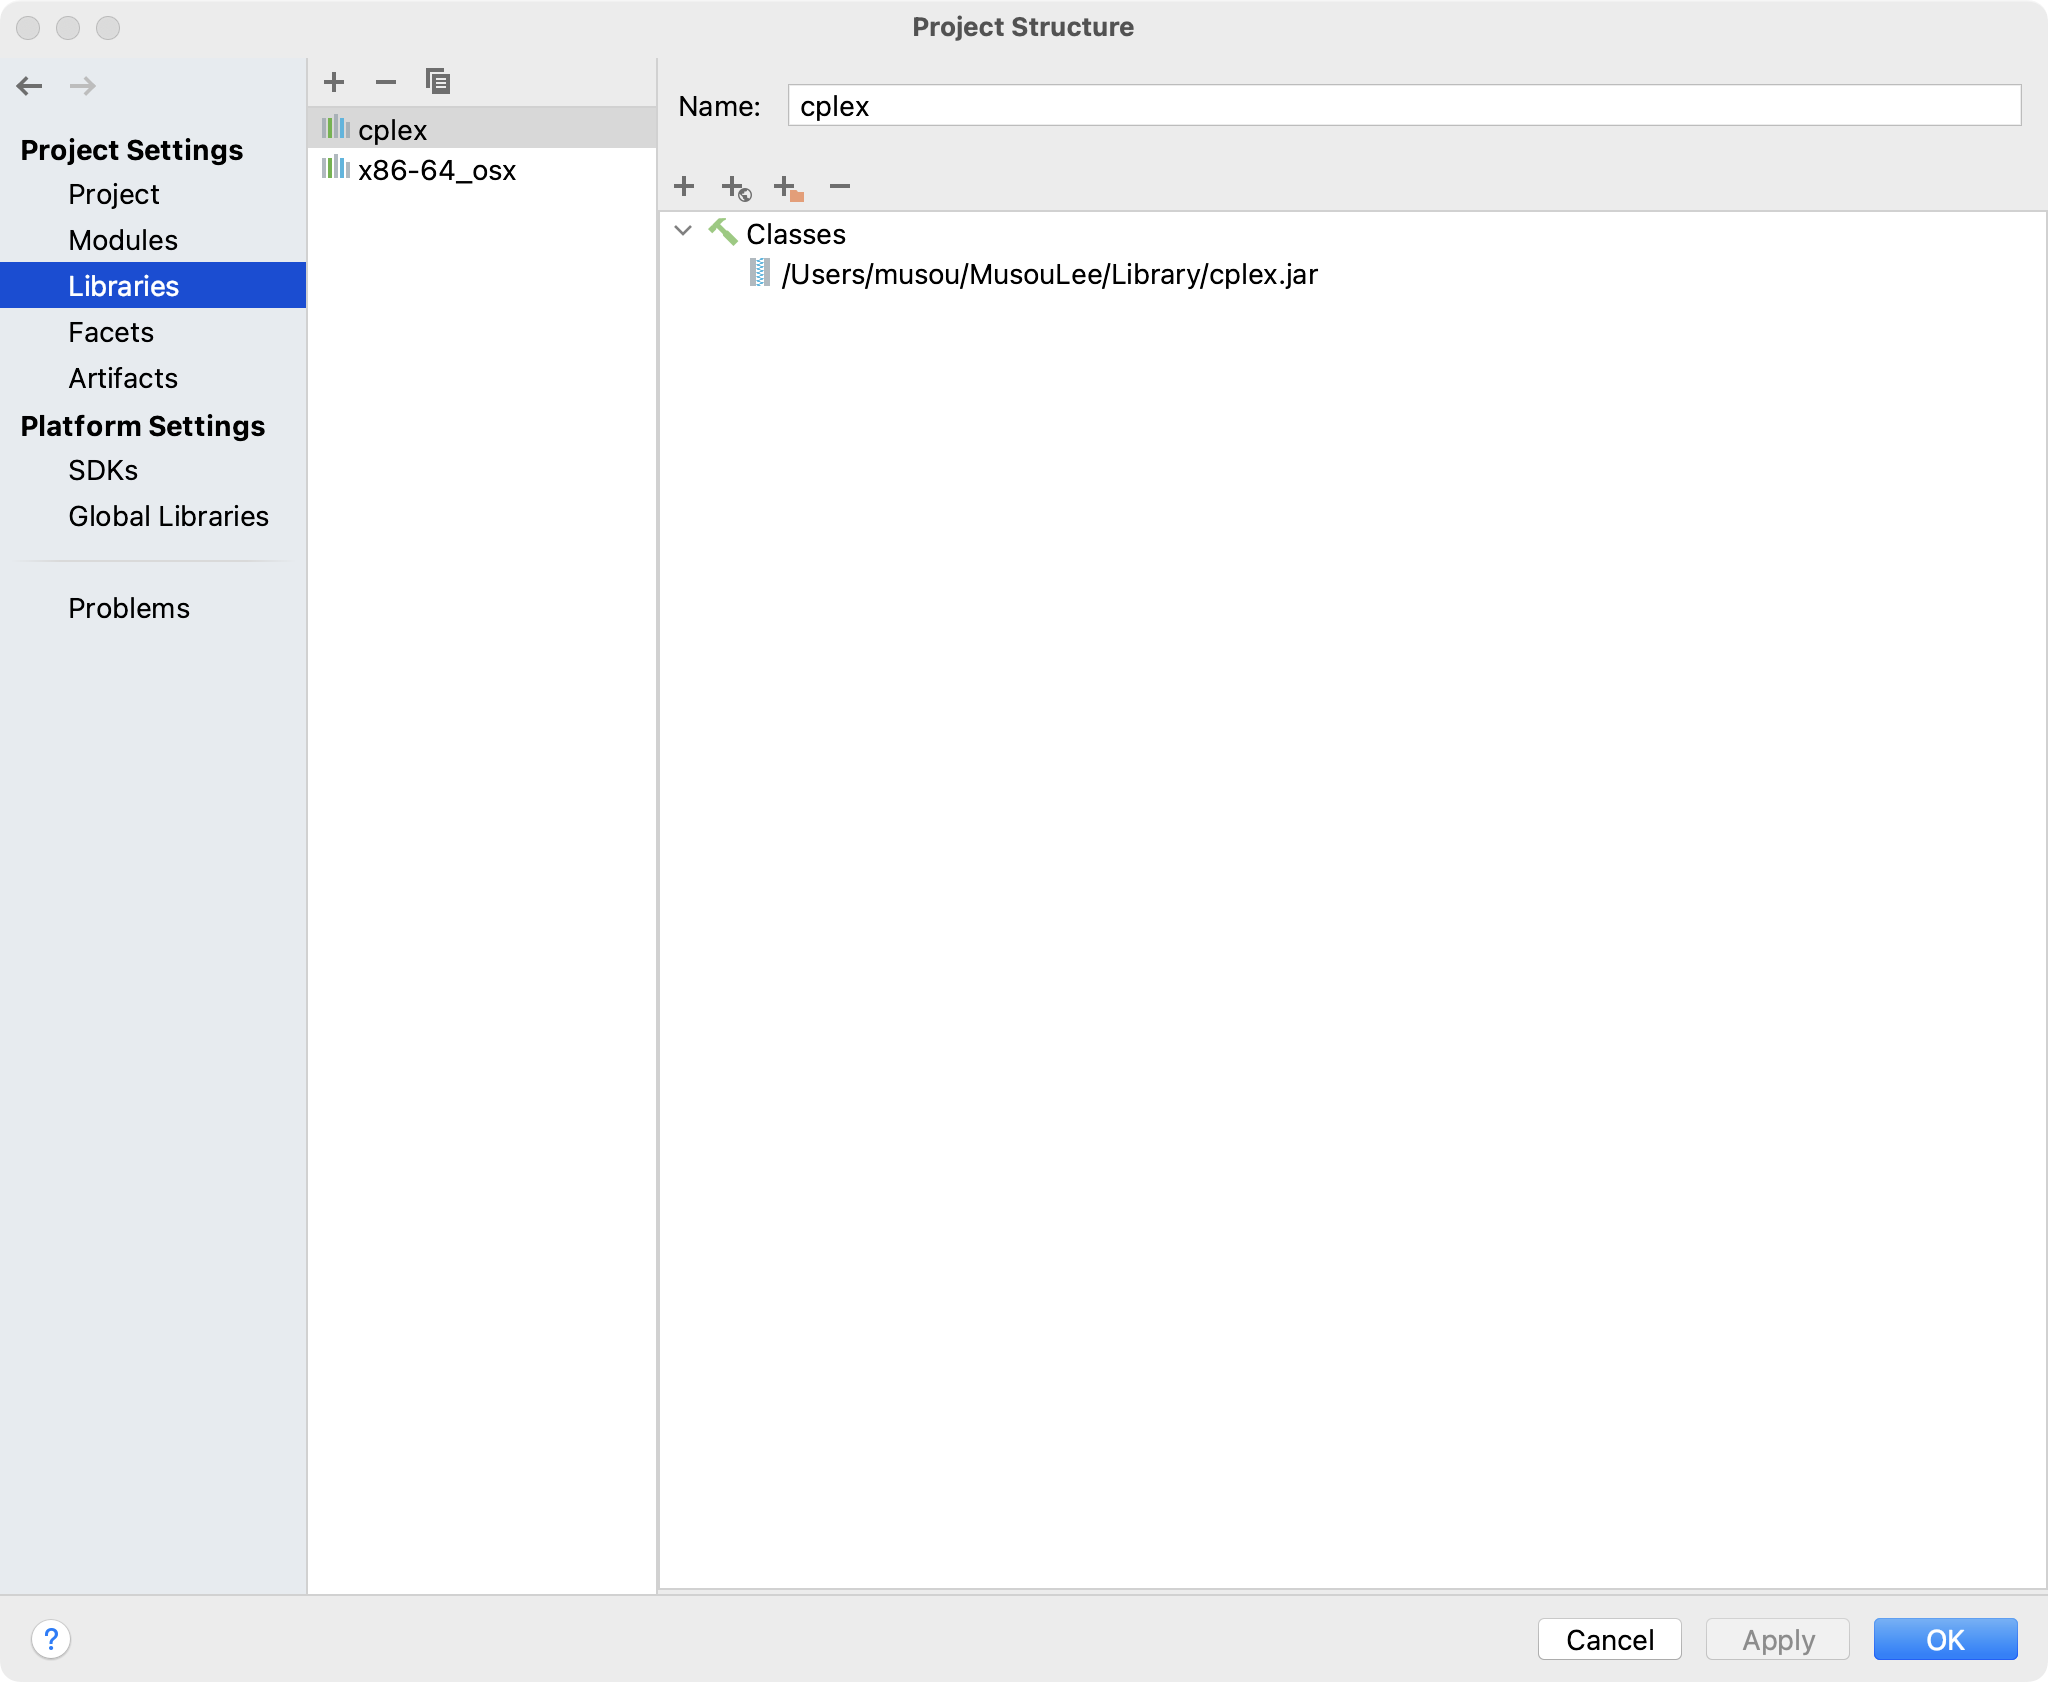 Project Structure
Project Settings
Project
Modules
Libraries
Facets
Artifacts
Platform Settings
SDKs
Global Libraries
Problems
cplex
x86-64_osx
Name: cplex
Classes
/Users/musou/MusouLee/Library/cplex.jar
?
Cancel Apply OK